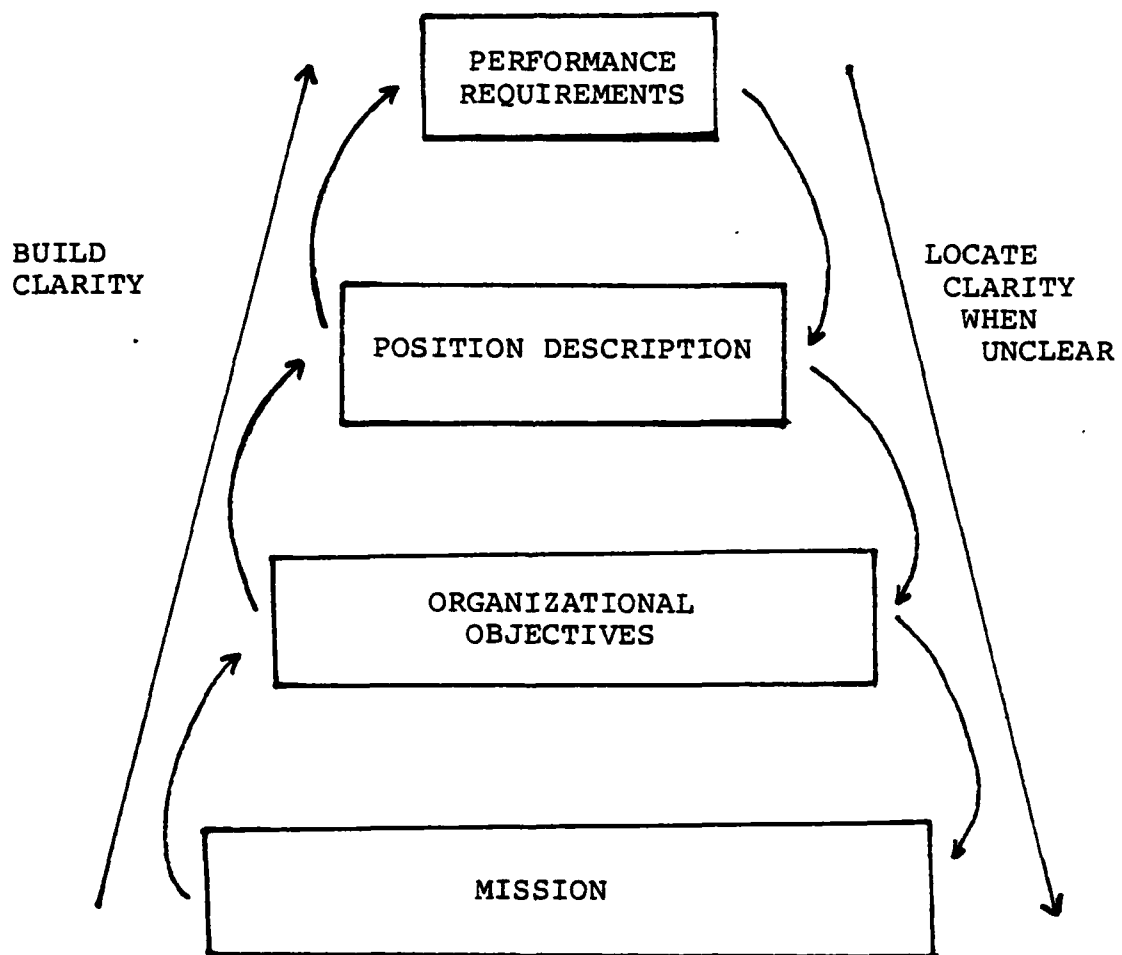 PERFORMANCE
REQUIREMENTS
BUILD
CLARITY
LOCATE
CLARITY
WHEN
UNCLEAR
POSITION DESCRIPTION
ORGANIZATIONAL
OBJECTIVES
MISSION